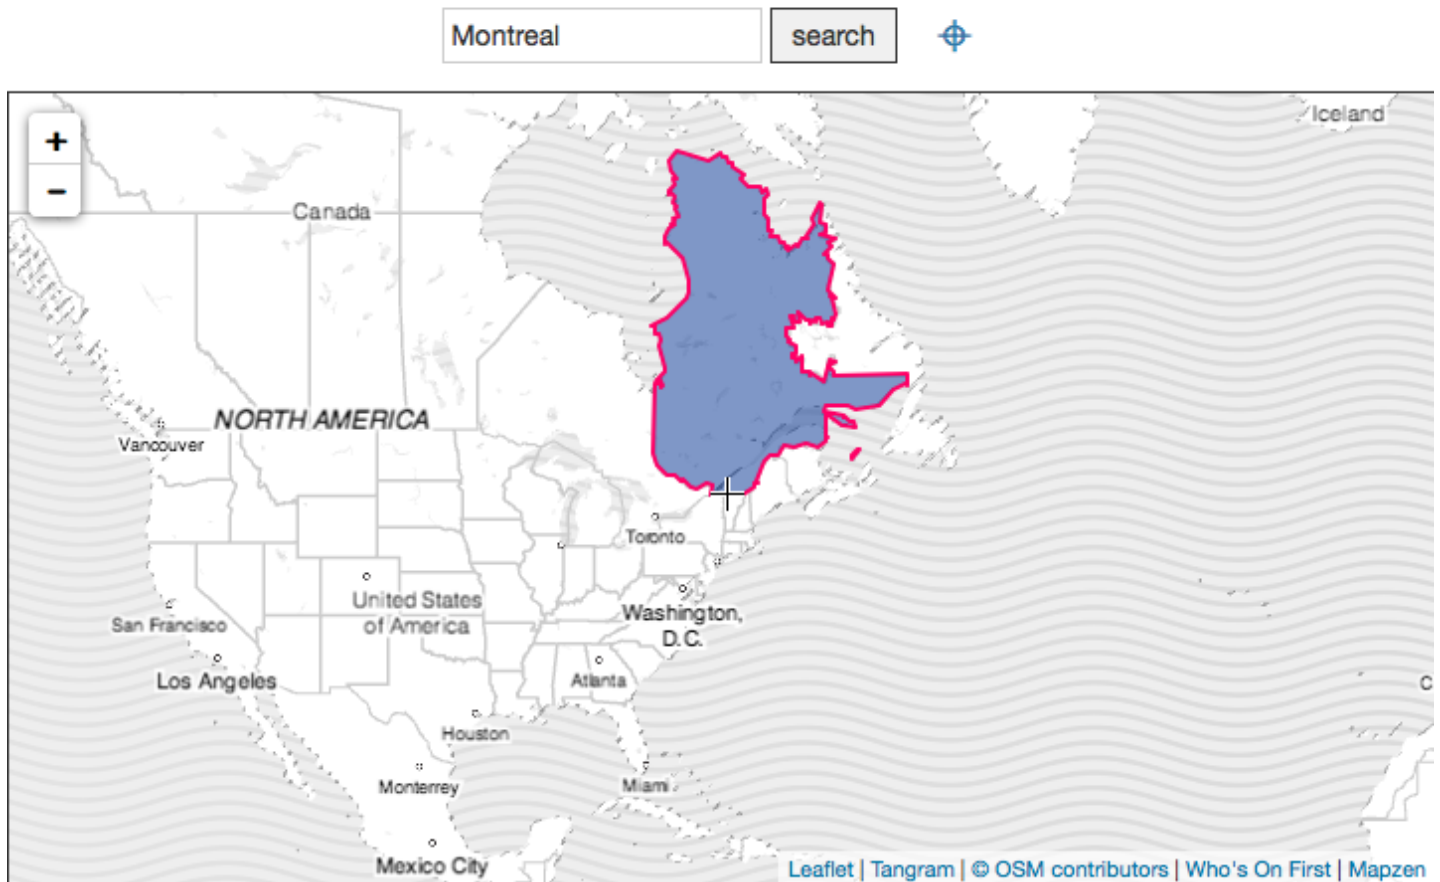 Montreal search
Iceland
+
−
Canada
NORTH AMERICA
Vancouver
Toronto
United States
of America
Washington,
D.C.
San Francisco
Los Angeles
Atlanta
Houston
Monterrey
Miami
Mexico City
C
Leaflet | Tangram | © OSM contributors | Who's On First | Mapzen